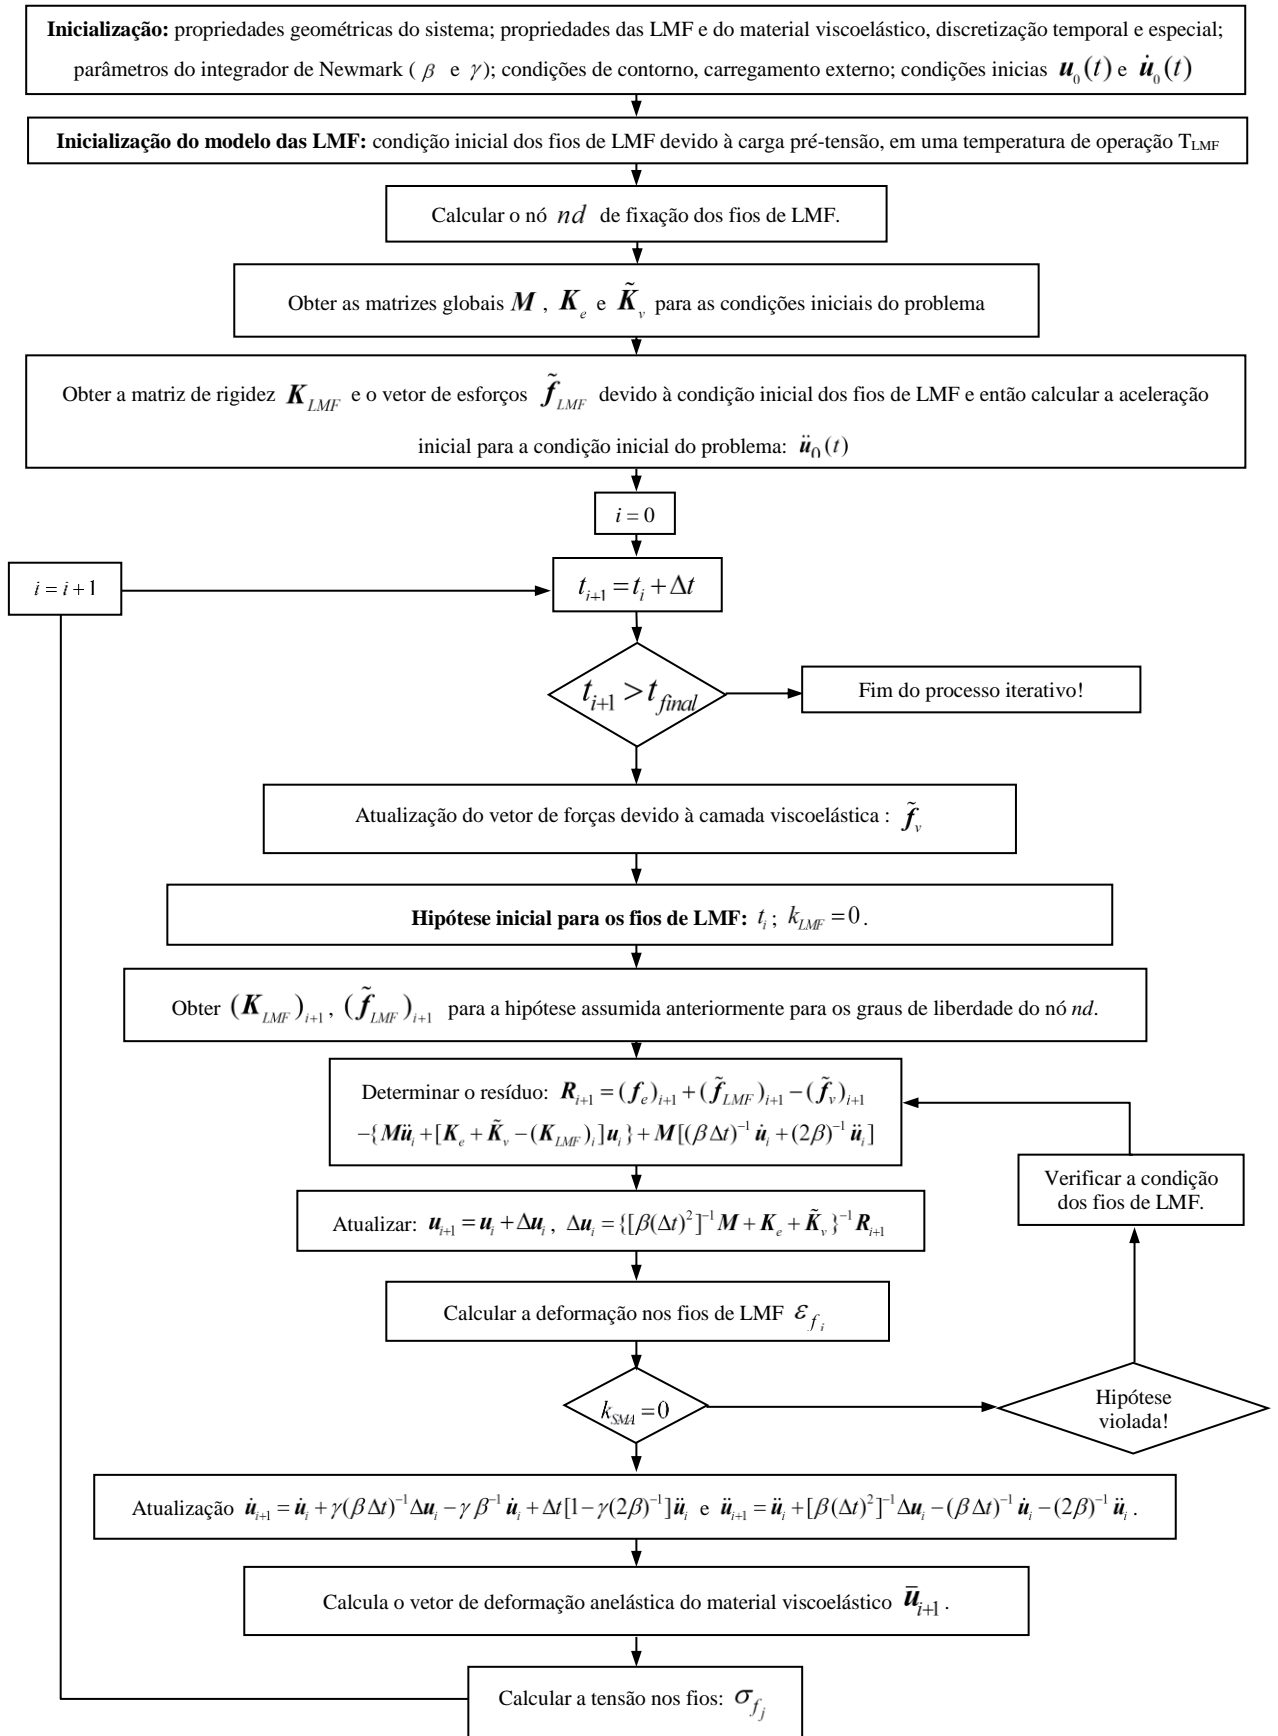 Inicialização: propriedades geométricas do sistema; propriedades das LMF e do material viscoelástico, discretização temporal e especial;
parâmetros do integrador de Newmark ( β e γ); condições de contorno, carregamento externo; condições inicias u₀(t) e u̇₀(t)
Inicialização do modelo das LMF: condição inicial dos fios de LMF devido à carga pré-tensão, em uma temperatura de operação T_LMF
Calcular o nó nd de fixação dos fios de LMF.
Obter as matrizes globais M , K_e e K̃_v para as condições iniciais do problema
Obter a matriz de rigidez K_LMF e o vetor de esforços f̃_LMF devido à condição inicial dos fios de LMF e então calcular a aceleração
inicial para a condição inicial do problema: ü₀(t)
i = 0
i = i + 1
t_{i+1} = t_i + Δt
t_{i+1} > t_final
Fim do processo iterativo!
Atualização do vetor de forças devido à camada viscoelástica : f̃_v
Hipótese inicial para os fios de LMF: t_i ; k_LMF = 0 .
Obter (K_LMF)_{i+1} , (f̃_LMF)_{i+1} para a hipótese assumida anteriormente para os graus de liberdade do nó nd.
Determinar o resíduo: R_{i+1} = (f_e)_{i+1} + (f̃_LMF)_{i+1} − (f̃_v)_{i+1}
−{Mü_i + [K_e + K̃_v − (K_LMF)_i]u_i} + M[(βΔt)⁻¹ u̇_i + (2β)⁻¹ ü_i]
Verificar a condição
dos fios de LMF.
Atualizar: u_{i+1} = u_i + Δu_i , Δu_i = {[β(Δt)²]⁻¹ M + K_e + K̃_v}⁻¹ R_{i+1}
Calcular a deformação nos fios de LMF ε_{f_i}
k_SMA = 0
Hipótese
violada!
Atualização u̇_{i+1} = u̇_i + γ(βΔt)⁻¹ Δu_i − γβ⁻¹ u̇_i + Δt[1 − γ(2β)⁻¹]ü_i e ü_{i+1} = ü_i + [β(Δt)²]⁻¹ Δu_i − (βΔt)⁻¹ u̇_i − (2β)⁻¹ ü_i .
Calcula o vetor de deformação anelástica do material viscoelástico ū_{i+1} .
Calcular a tensão nos fios: σ_{f_j}